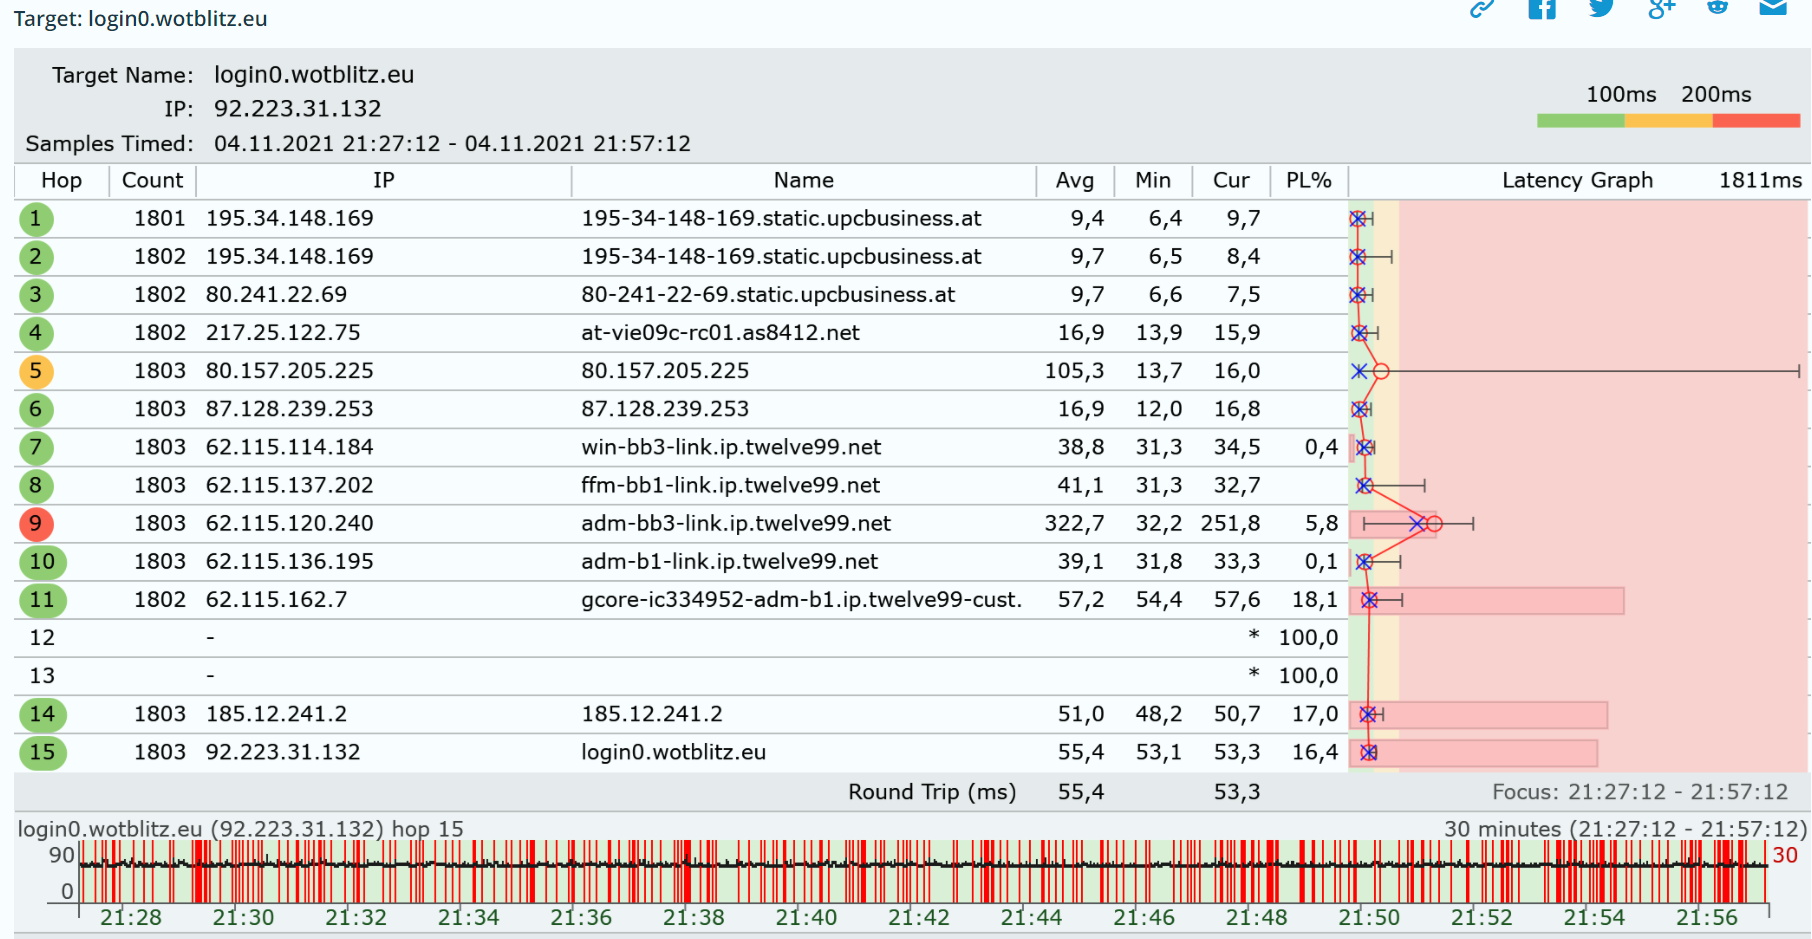 Target: login0.wotblitz.eu
Target Name: login0.wotblitz.eu
IP: 92.223.31.132
Samples Timed: 04.11.2021 21:27:12 - 04.11.2021 21:57:12
100ms 200ms
Hop Count IP Name Avg Min Cur PL% Latency Graph 1811ms
1 1801 195.34.148.169 195-34-148-169.static.upcbusiness.at 9,4 6,4 9,7
2 1802 195.34.148.169 195-34-148-169.static.upcbusiness.at 9,7 6,5 8,4
3 1802 80.241.22.69 80-241-22-69.static.upcbusiness.at 9,7 6,6 7,5
4 1802 217.25.122.75 at-vie09c-rc01.as8412.net 16,9 13,9 15,9
5 1803 80.157.205.225 80.157.205.225 105,3 13,7 16,0
6 1803 87.128.239.253 87.128.239.253 16,9 12,0 16,8
7 1803 62.115.114.184 win-bb3-link.ip.twelve99.net 38,8 31,3 34,5 0,4
8 1803 62.115.137.202 ffm-bb1-link.ip.twelve99.net 41,1 31,3 32,7
9 1803 62.115.120.240 adm-bb3-link.ip.twelve99.net 322,7 32,2 251,8 5,8
10 1803 62.115.136.195 adm-b1-link.ip.twelve99.net 39,1 31,8 33,3 0,1
11 1802 62.115.162.7 gcore-ic334952-adm-b1.ip.twelve99-cust. 57,2 54,4 57,6 18,1
12 - * 100,0
13 - * 100,0
14 1803 185.12.241.2 185.12.241.2 51,0 48,2 50,7 17,0
15 1803 92.223.31.132 login0.wotblitz.eu 55,4 53,1 53,3 16,4
Round Trip (ms) 55,4 53,3 Focus: 21:27:12 - 21:57:12
login0.wotblitz.eu (92.223.31.132) hop 15 30 minutes (21:27:12 - 21:57:12)
90 30
0
21:28 21:30 21:32 21:34 21:36 21:38 21:40 21:42 21:44 21:46 21:48 21:50 21:52 21:54 21:56